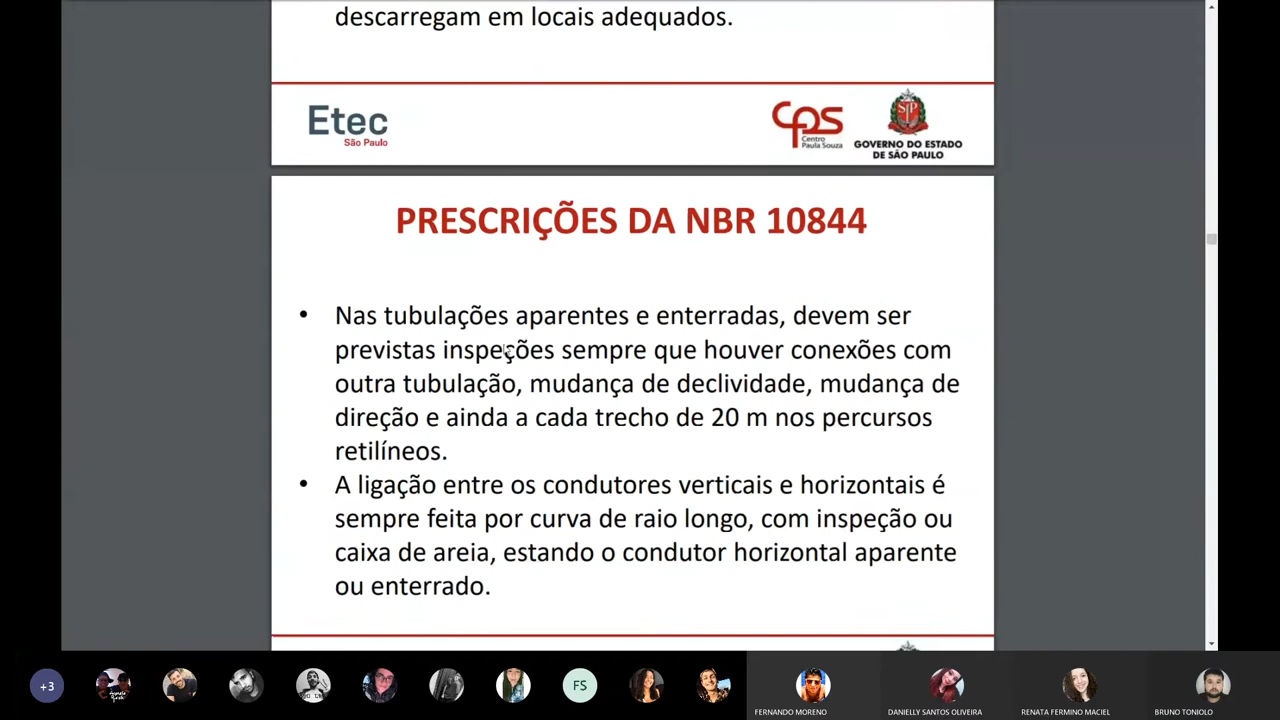 descarregam em locais adequados.
Etec
São Paulo
CPS
Centro
Paula Souza
SP
GOVERNO DO ESTADO
DE SÃO PAULO
PRESCRIÇÕES DA NBR 10844
• Nas tubulações aparentes e enterradas, devem ser
previstas inspeções sempre que houver conexões com
outra tubulação, mudança de declividade, mudança de
direção e ainda a cada trecho de 20 m nos percursos
retilíneos.
• A ligação entre os condutores verticais e horizontais é
sempre feita por curva de raio longo, com inspeção ou
caixa de areia, estando o condutor horizontal aparente
ou enterrado.
+3
FS
FERNANDO MORENO
DANIELLY SANTOS OLIVEIRA
RENATA FERMINO MACIEL
BRUNO TONIOLO